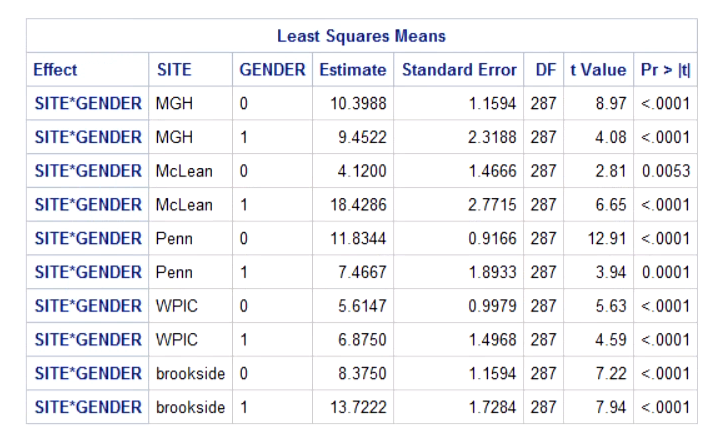 Least Squares Means
Effect SITE GENDER Estimate Standard Error DF t Value Pr > |t|
SITE*GENDER MGH 0 10.3988 1.1594 287 8.97 <.0001
SITE*GENDER MGH 1 9.4522 2.3188 287 4.08 <.0001
SITE*GENDER McLean 0 4.1200 1.4666 287 2.81 0.0053
SITE*GENDER McLean 1 18.4286 2.7715 287 6.65 <.0001
SITE*GENDER Penn 0 11.8344 0.9166 287 12.91 <.0001
SITE*GENDER Penn 1 7.4667 1.8933 287 3.94 0.0001
SITE*GENDER WPIC 0 5.6147 0.9979 287 5.63 <.0001
SITE*GENDER WPIC 1 6.8750 1.4968 287 4.59 <.0001
SITE*GENDER brookside 0 8.3750 1.1594 287 7.22 <.0001
SITE*GENDER brookside 1 13.7222 1.7284 287 7.94 <.0001